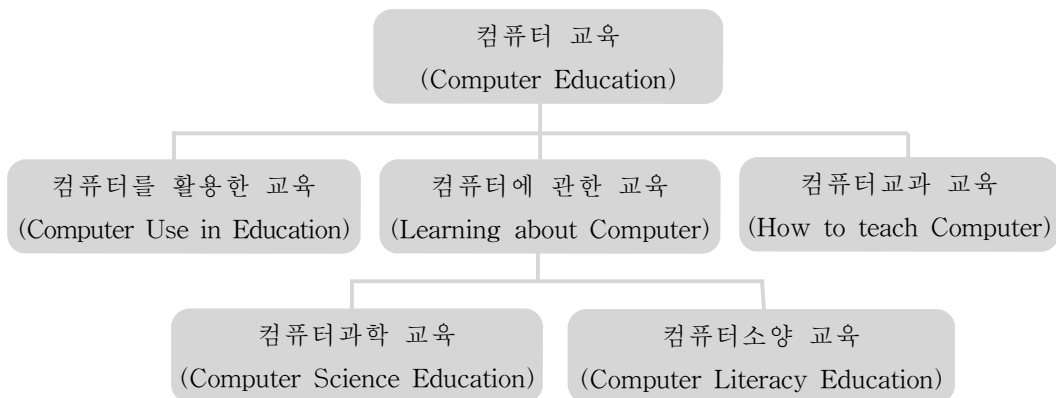 컴퓨터 교육
(Computer Education)
컴퓨터를 활용한 교육
(Computer Use in Education)
컴퓨터에 관한 교육
(Learning about Computer)
컴퓨터교과 교육
(How to teach Computer)
컴퓨터과학 교육
(Computer Science Education)
컴퓨터소양 교육
(Computer Literacy Education)